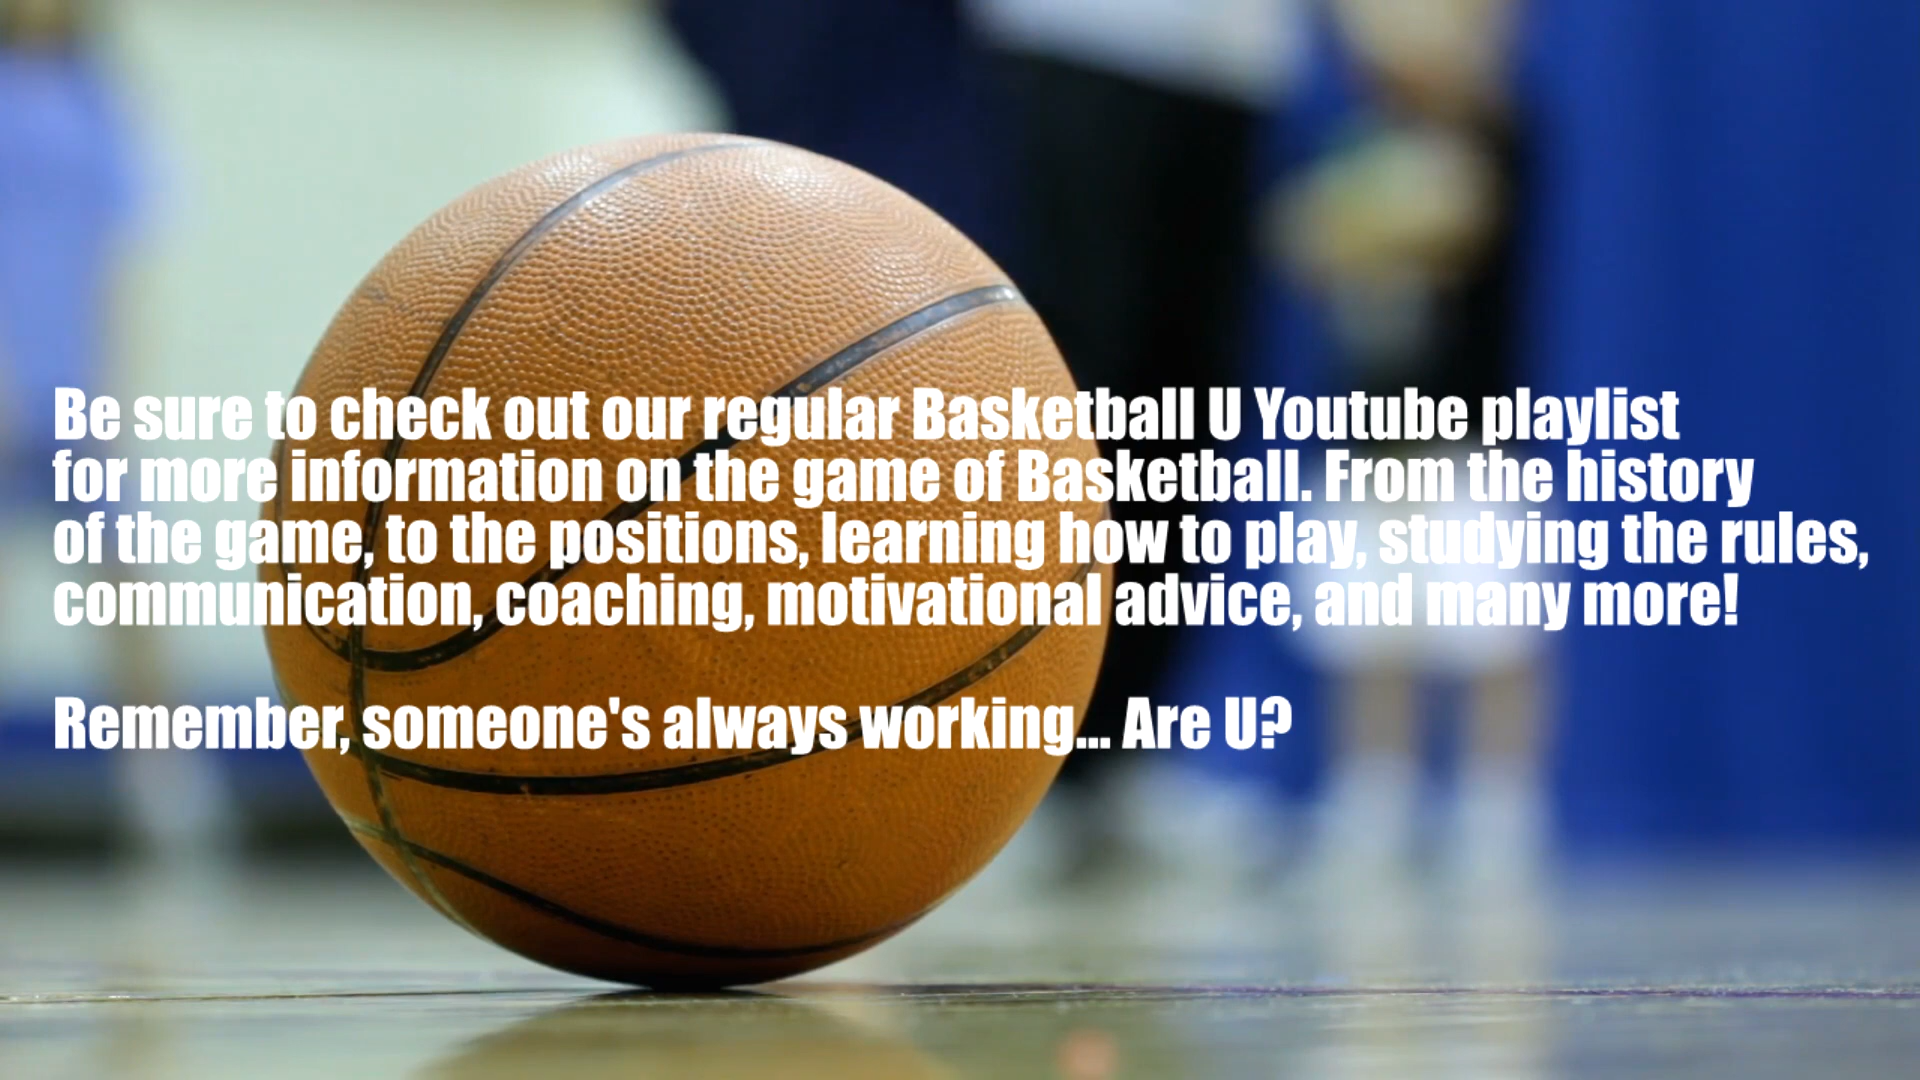 Be sure to check out our regular Basketball U Youtube playlist
for more information on the game of Basketball. From the history
of the game, to the positions, learning how to play, studying the rules,
communication, coaching, motivational advice, and many more!
Remember, someone's always working... Are U?